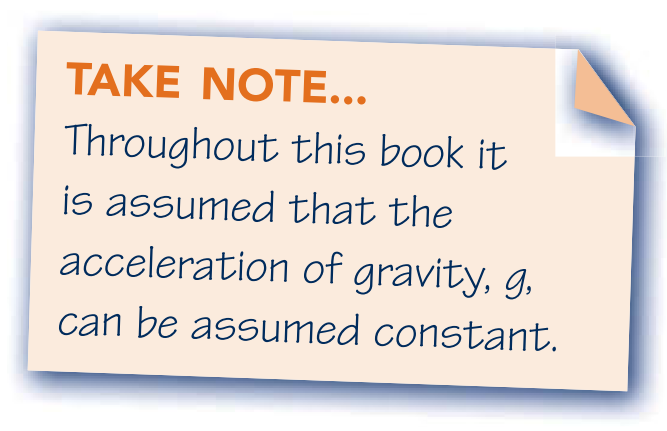 TAKE NOTE...
Throughout this book it
is assumed that the
acceleration of gravity, g,
can be assumed constant.